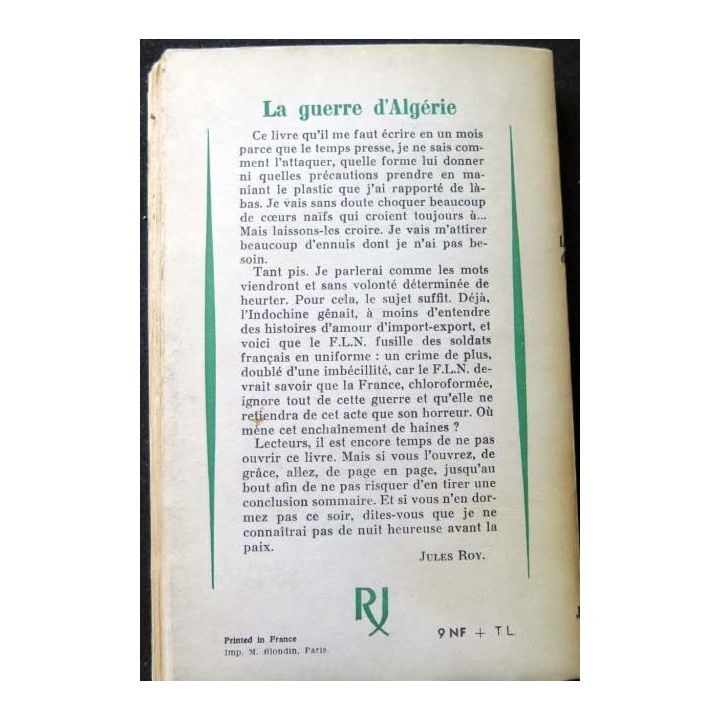 La guerre d'Algérie
Ce livre qu'il me faut écrire en un mois
parce que le temps presse, je ne sais com-
ment l'attaquer, quelle forme lui donner
ni quelles précautions prendre en ma-
niant le plastic que j'ai rapporté de là-
bas. Je vais sans doute choquer beaucoup
de cœurs naïfs qui croient toujours à...
Mais laissons-les croire. Je vais m'attirer
beaucoup d'ennuis dont je n'ai pas be-
soin.
Tant pis. Je parlerai comme les mots
viendront et sans volonté déterminée de
heurter. Pour cela, le sujet suffit. Déjà,
l'Indochine gênait, à moins d'entendre
des histoires d'amour d'import-export, et
voici que le F.L.N. fusille des soldats
français en uniforme : un crime de plus,
doublé d'une imbécillité, car le F.L.N. de-
vrait savoir que la France, chloroformée,
ignore tout de cette guerre et qu'elle ne
retiendra de cet acte que son horreur. Où
mène cet enchaînement de haines ?
Lecteurs, il est encore temps de ne pas
ouvrir ce livre. Mais si vous l'ouvrez, de
grâce, allez, de page en page, jusqu'au
bout afin de ne pas risquer d'en tirer une
conclusion sommaire. Et si vous n'en dor-
mez pas ce soir, dites-vous que je ne
connaîtrai pas de nuit heureuse avant la
paix.
JULES ROY.
RJ
Printed in France
Imp. M. Blondin, Paris.
9 NF + TL